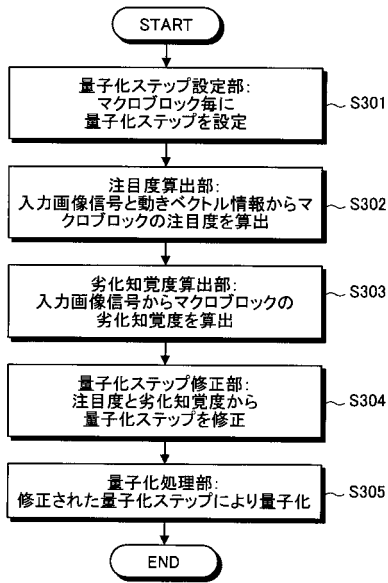 START
量子化ステップ設定部:
マクロブロック毎に
量子化ステップを設定
S301
注目度算出部:
入力画像信号と動きベクトル情報からマ
クロブロックの注目度を算出
S302
劣化知覚度算出部:
入力画像信号からマクロブロックの
劣化知覚度を算出
S303
量子化ステップ修正部:
注目度と劣化知覚度から
量子化ステップを修正
S304
量子化処理部:
修正された量子化ステップにより量子化
S305
END